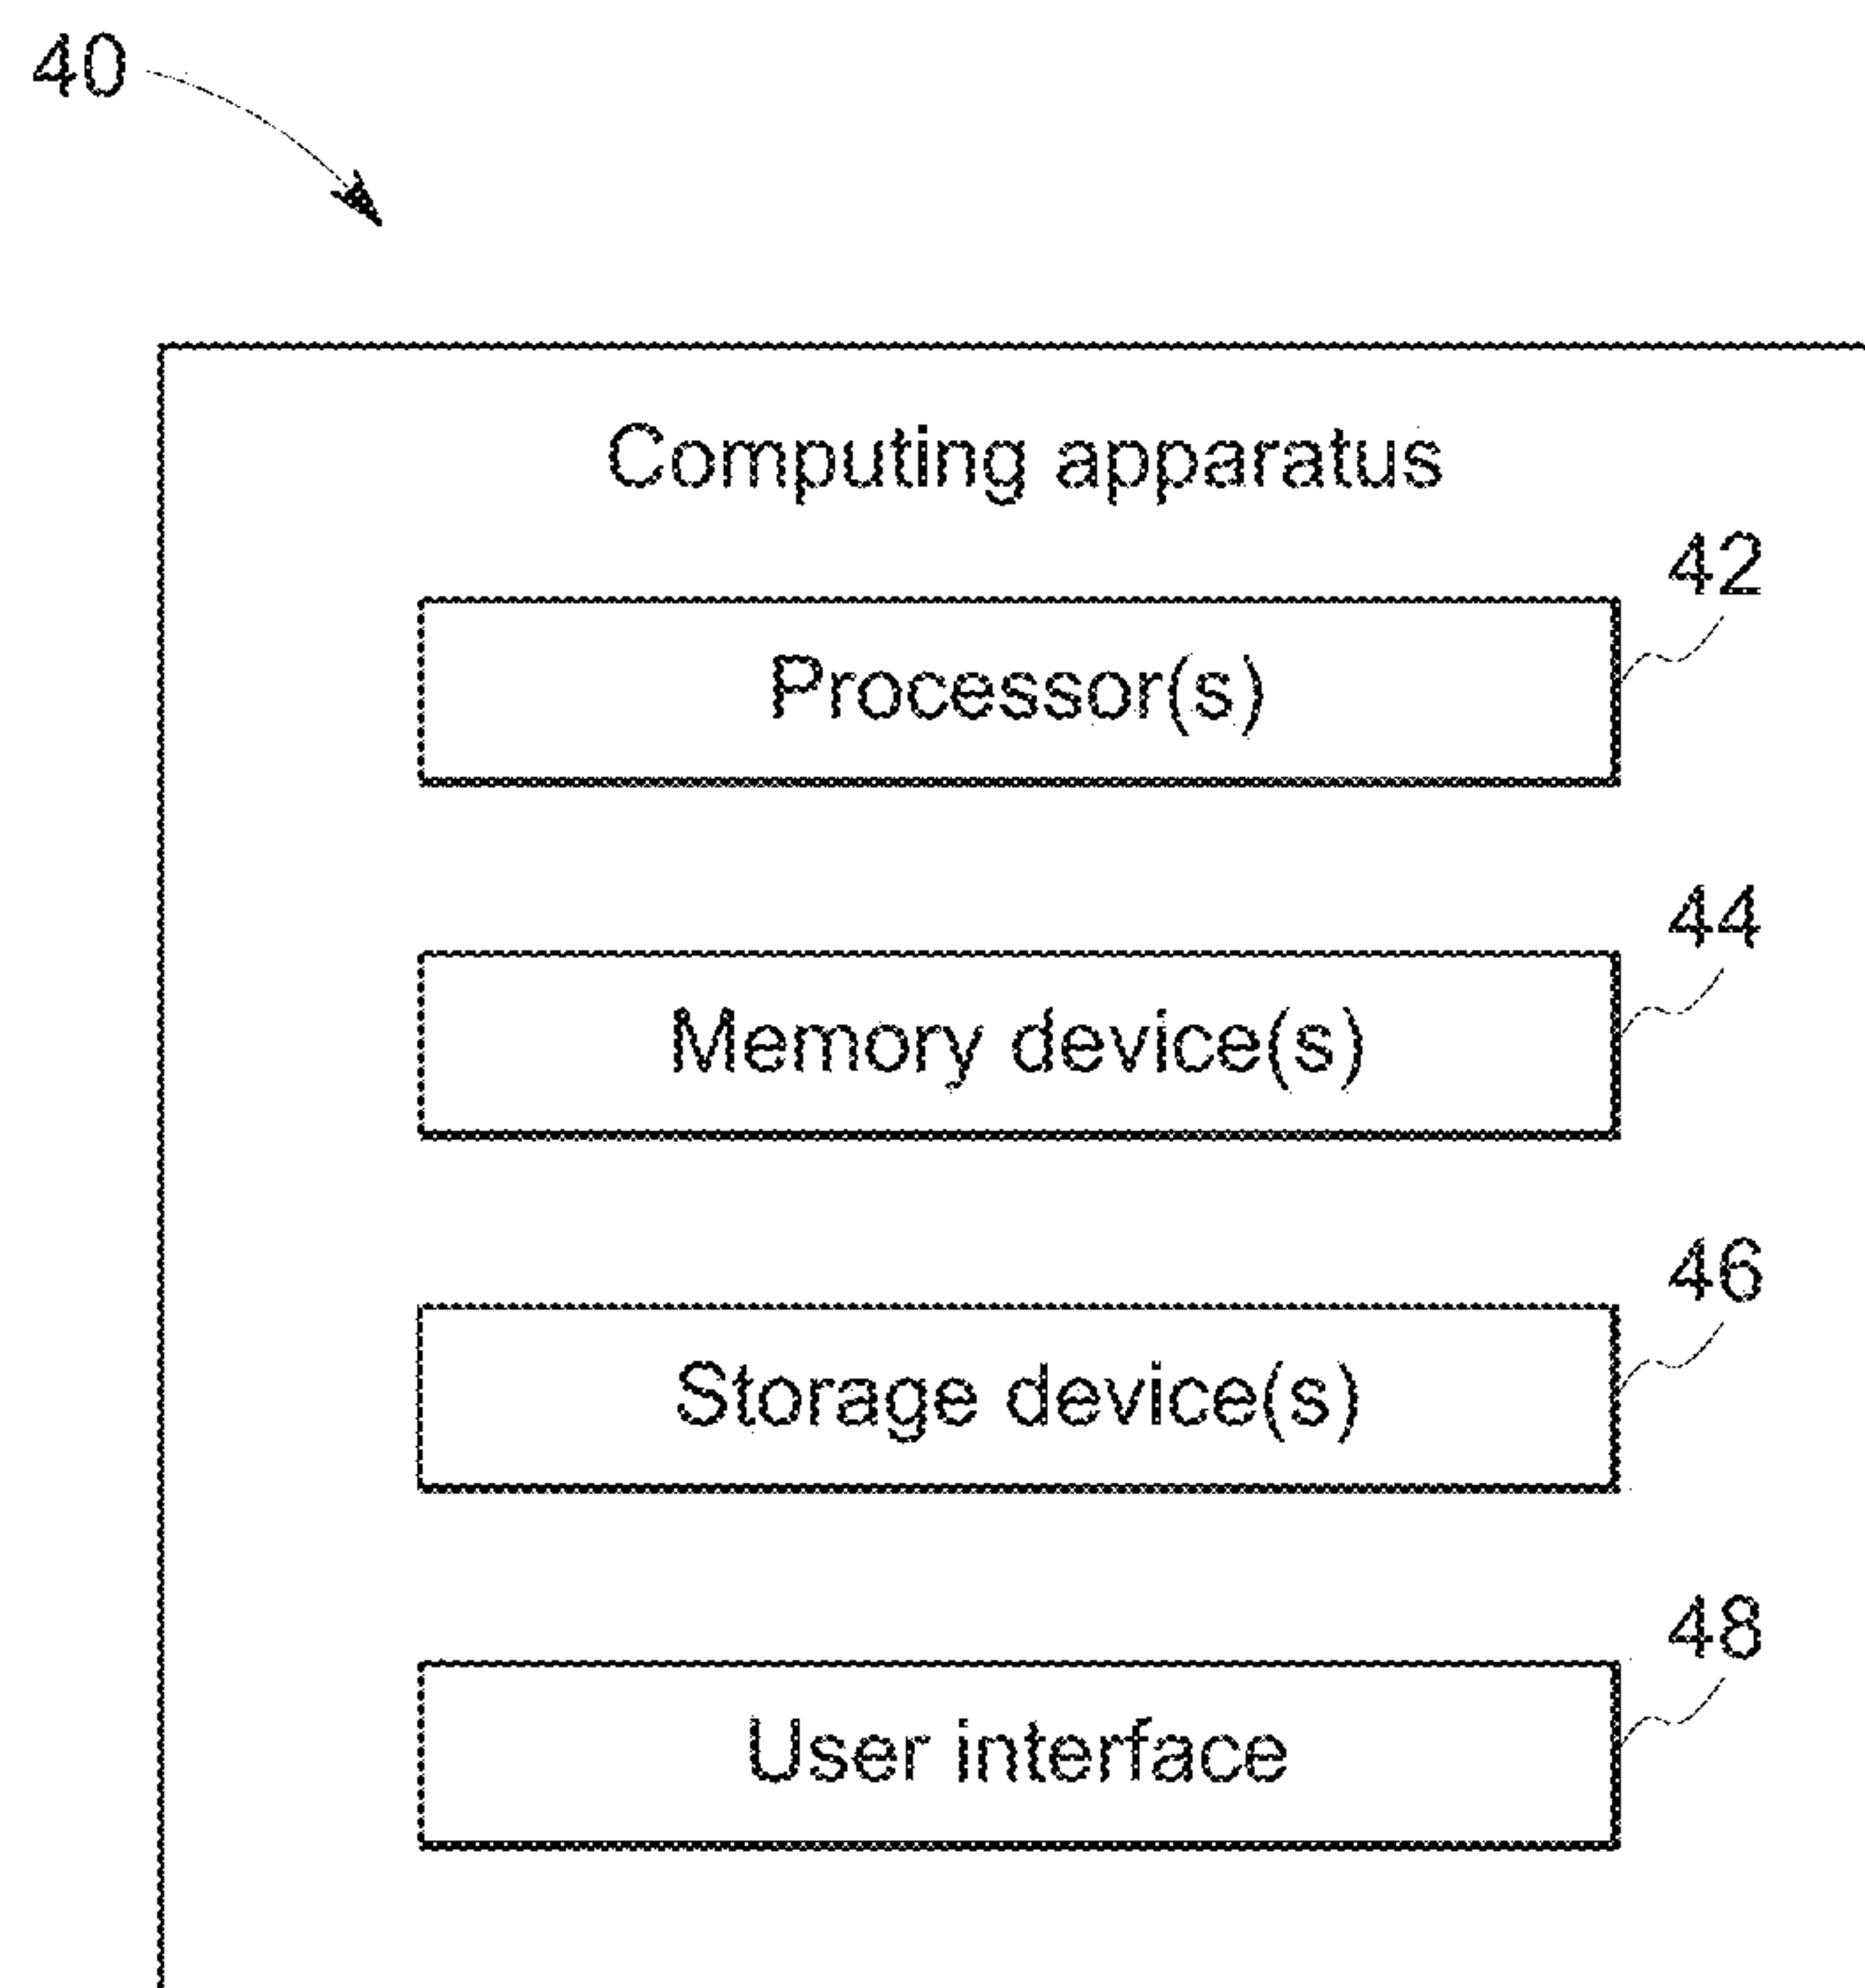 40
Computing apparatus
42
Processor(s)
44
Memory device(s)
46
Storage device(s)
48
User interface